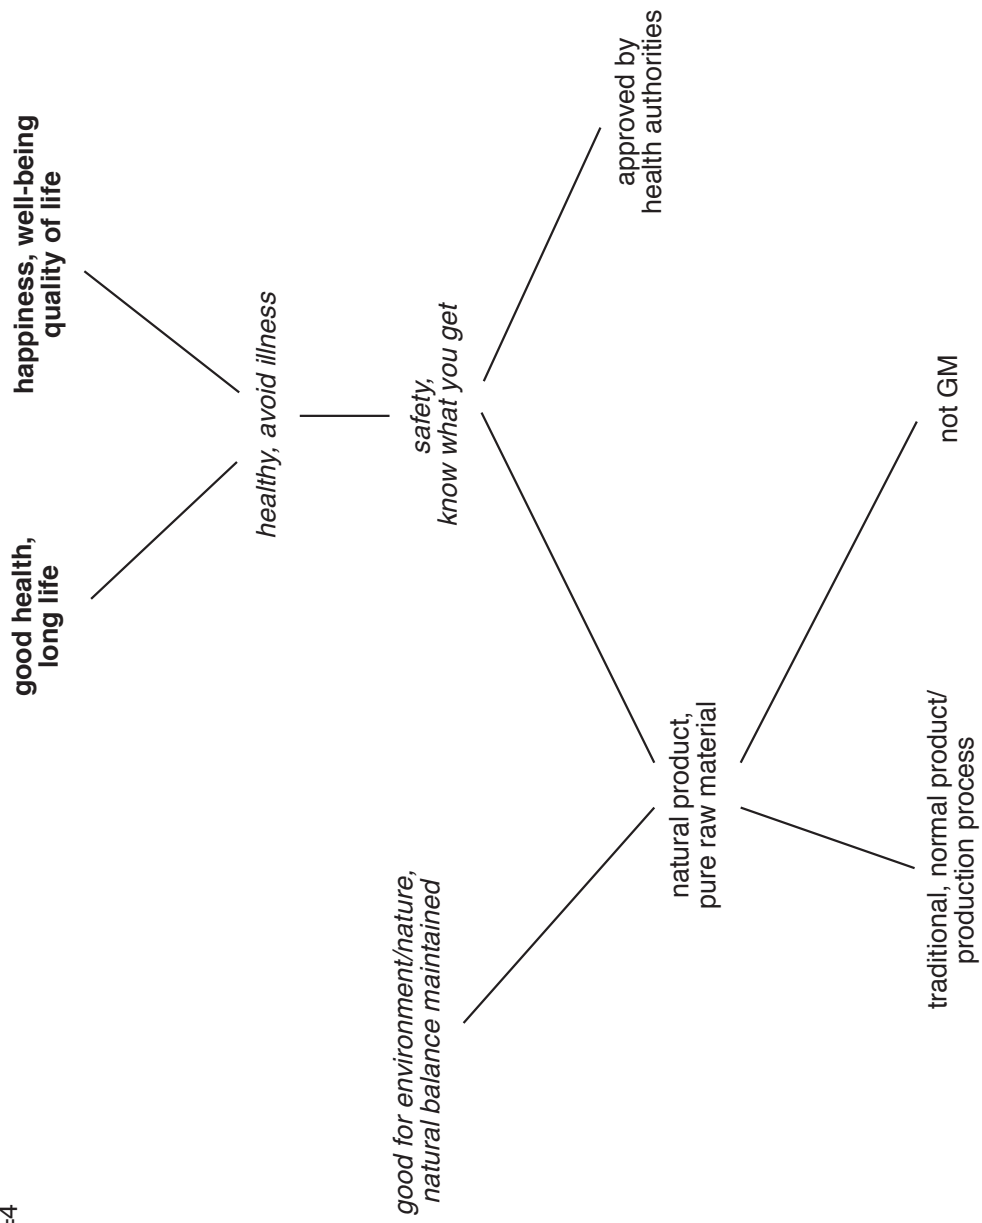 happiness, well-being
quality of life
good health,
long life
healthy, avoid illness
safety,
know what you get
approved by
health authorities
good for environment/nature,
natural balance maintained
natural product,
pure raw material
not GM
traditional, normal product/
production process